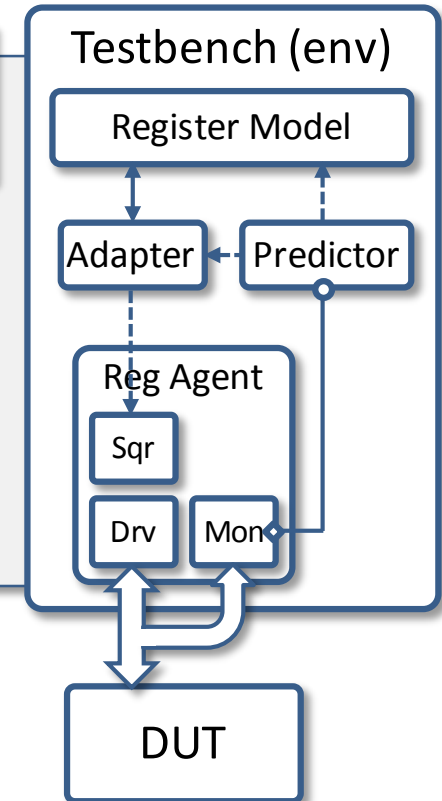 Testbench (env)
Register Model
Adapter
Predictor
Reg Agent
Sqr
Drv
Mon
DUT